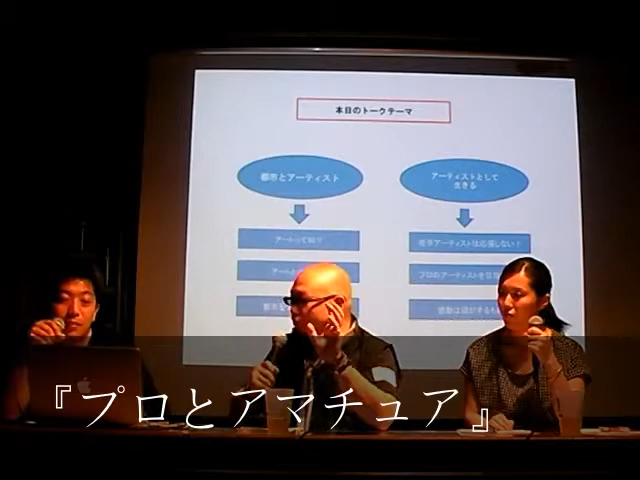 本日のトークテーマ
都市とアーティスト
アーティストとして
生きる
アートって何？
若手アーティストは応援しない！
プロのアーティストを
『プロとアマチュア』